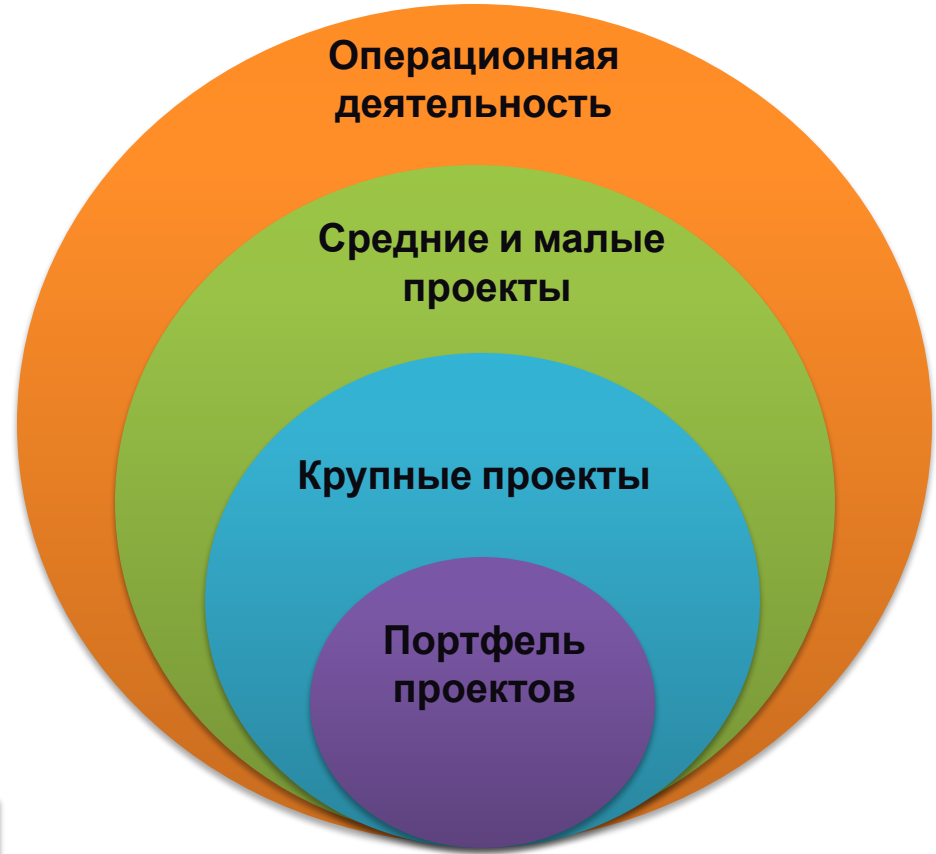 Операционная
деятельность
Средние и малые
проекты
Крупные проекты
Портфель
проектов